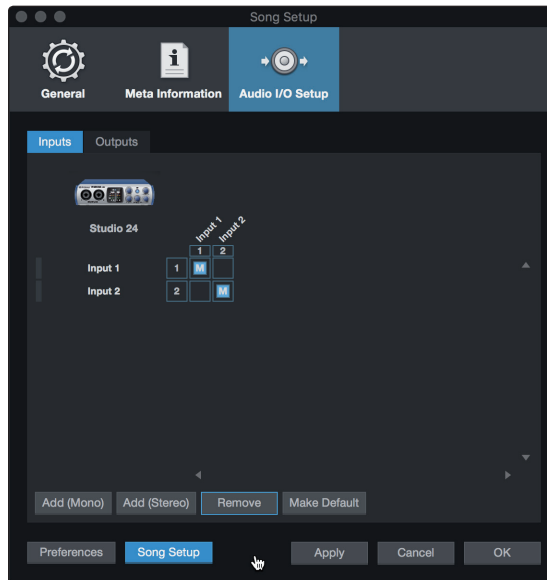 Song Setup
General Meta Information Audio I/O Setup
Inputs Outputs
Studio 24
Input 1 Input 2
1 2
Input 1 1 M
Input 2 2 M
Add (Mono) Add (Stereo) Remove Make Default
Preferences Song Setup Apply Cancel OK